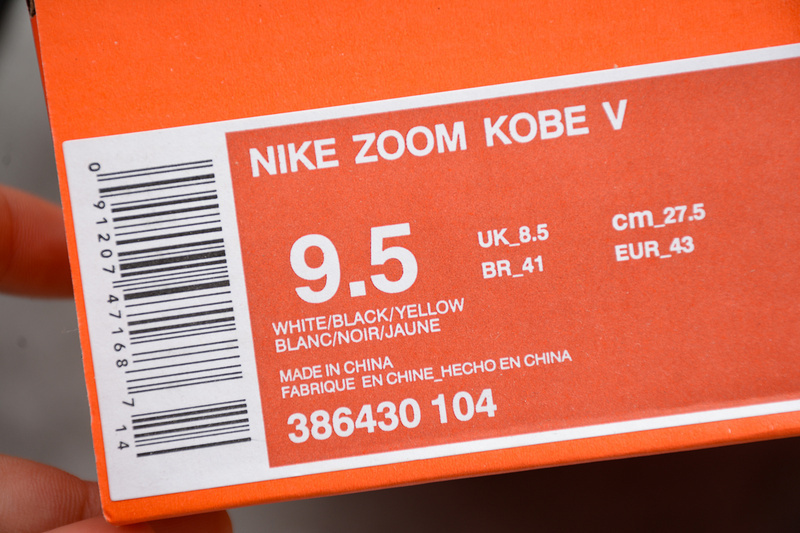 NIKE ZOOM KOBE V
9.5
UK_8.5
cm_27.5
BR_41
EUR_43
WHITE/BLACK/YELLOW
BLANC/NOIR/JAUNE
MADE IN CHINA
FABRIQUE EN CHINE_HECHO EN CHINA
386430 104
0 91207 47168 7 14